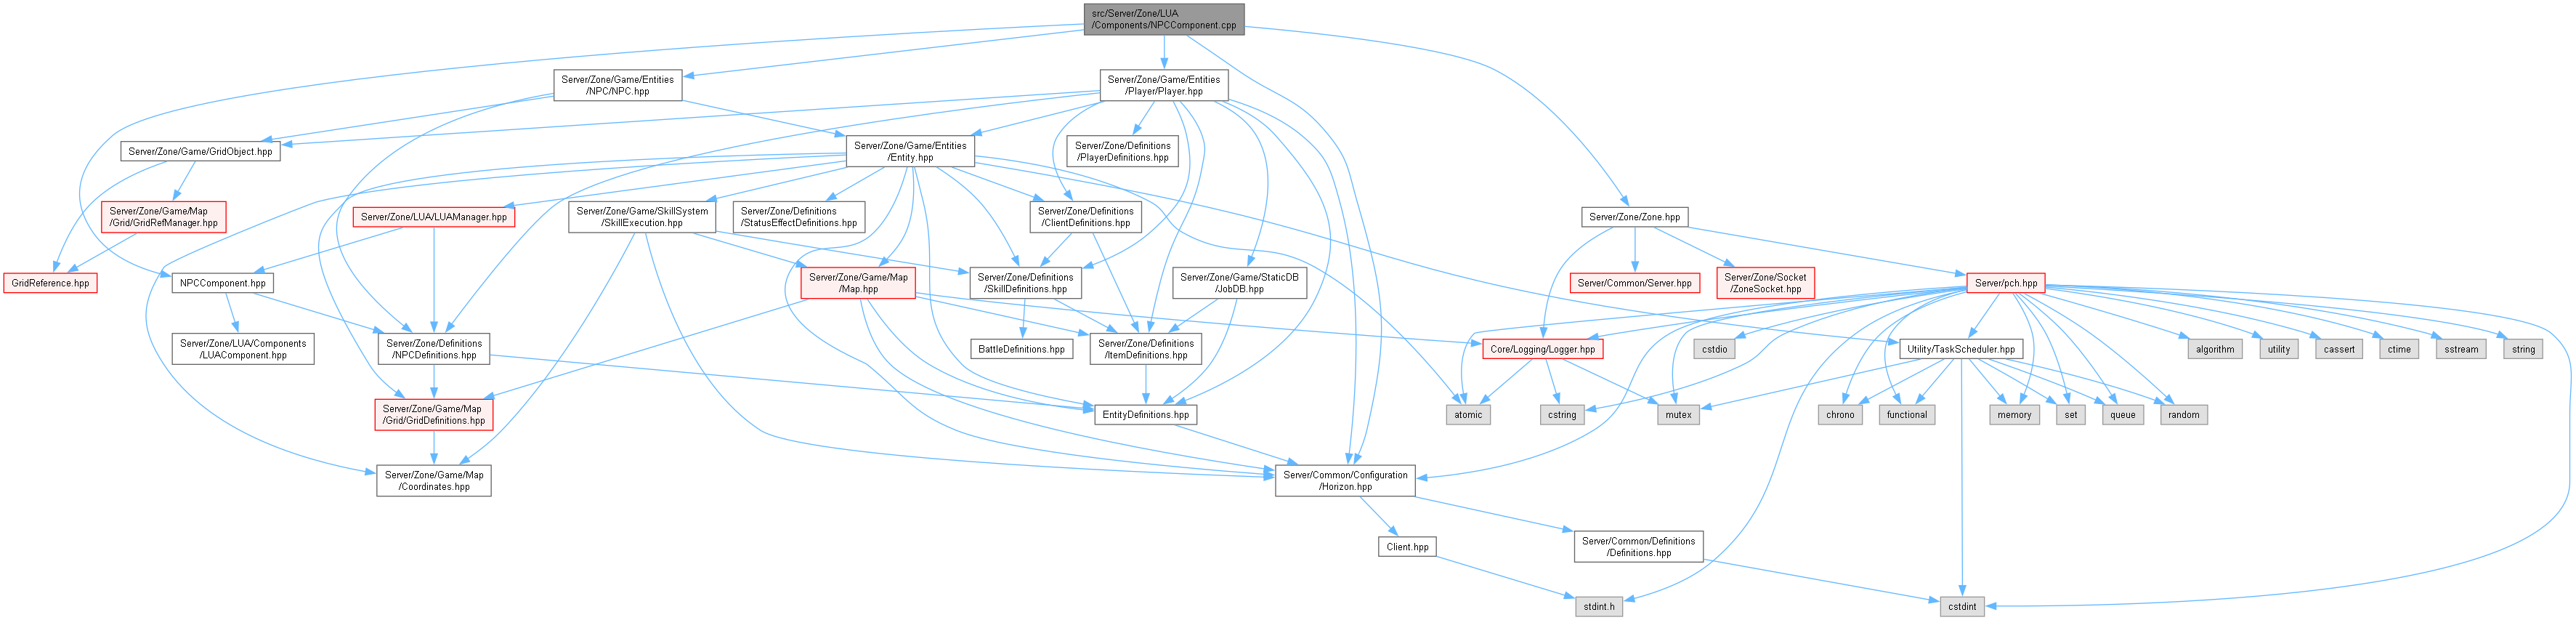 src/Server/Zone/LUA
/Components/NPCComponent.cpp
Server/Zone/Game/Entities
/NPC/NPC.hpp
Server/Zone/Game/Entities
/Player/Player.hpp
Server/Zone/Game/GridObject.hpp
Server/Zone/Game/Entities
/Entity.hpp
Server/Zone/Definitions
/PlayerDefinitions.hpp
Server/Zone/Game/Map
/Grid/GridRefManager.hpp
Server/Zone/LUA/LUAManager.hpp
Server/Zone/Game/SkillSystem
/SkillExecution.hpp
Server/Zone/Definitions
/StatusEffectDefinitions.hpp
Server/Zone/Definitions
/ClientDefinitions.hpp
Server/Zone/Zone.hpp
GridReference.hpp
NPCComponent.hpp
Server/Zone/Game/Map
/Map.hpp
Server/Zone/Definitions
/SkillDefinitions.hpp
Server/Zone/Game/StaticDB
/JobDB.hpp
Server/Common/Server.hpp
Server/Zone/Socket
/ZoneSocket.hpp
Server/pch.hpp
Server/Zone/LUA/Components
/LUAComponent.hpp
Server/Zone/Definitions
/NPCDefinitions.hpp
BattleDefinitions.hpp
Server/Zone/Definitions
/ItemDefinitions.hpp
Core/Logging/Logger.hpp
cstdio
Utility/TaskScheduler.hpp
algorithm
utility
cassert
ctime
sstream
string
Server/Zone/Game/Map
/Grid/GridDefinitions.hpp
EntityDefinitions.hpp
atomic
cstring
mutex
chrono
functional
memory
set
queue
random
Server/Zone/Game/Map
/Coordinates.hpp
Server/Common/Configuration
/Horizon.hpp
Client.hpp
Server/Common/Definitions
/Definitions.hpp
stdint.h
cstdint